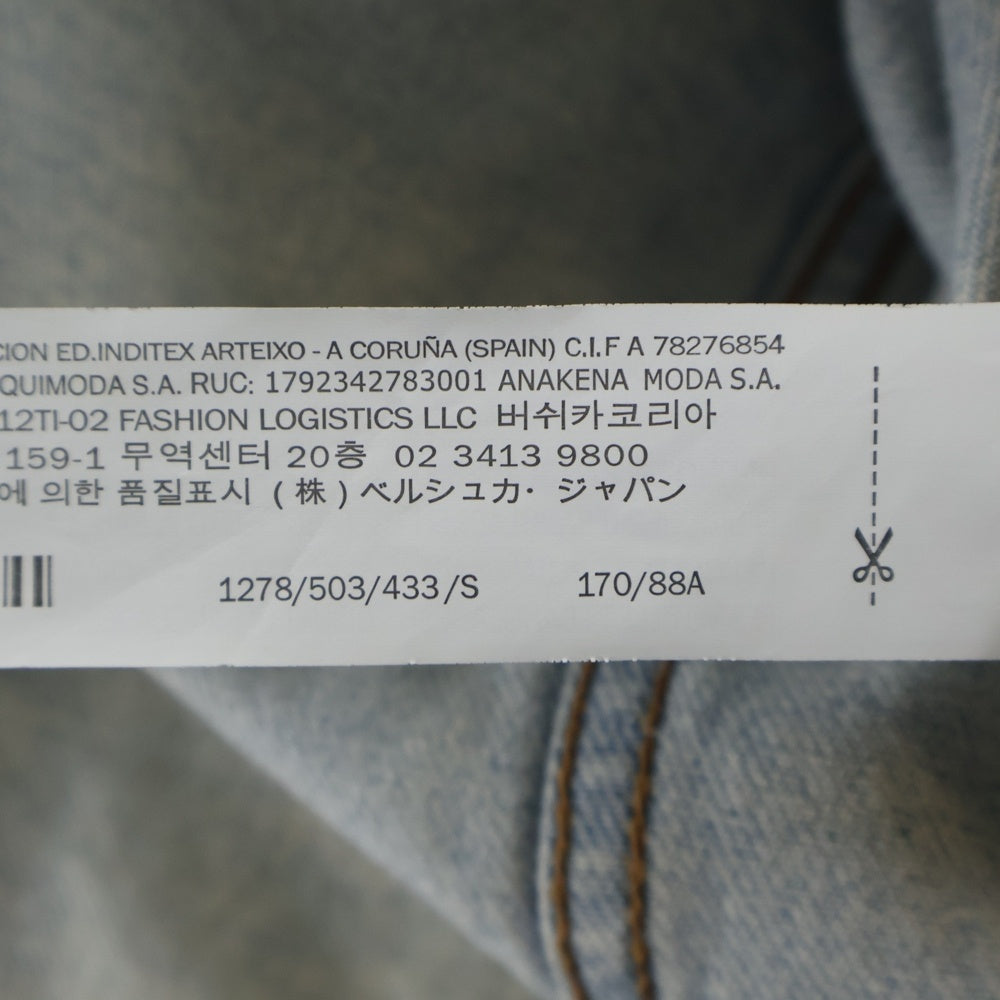 CION ED.INDITEX ARTEIXO - A CORUÑA (SPAIN) C.I.F A 78276854
QUIMODA S.A. RUC: 1792342783001 ANAKENA MODA S.A.
12TI-02 FASHION LOGISTICS LLC 버쉬카코리아
159-1 무역센터 20층 02 3413 9800
에 의한 품질표시 (株)ベルシュカ・ジャパン
1278/503/433/S 170/88A